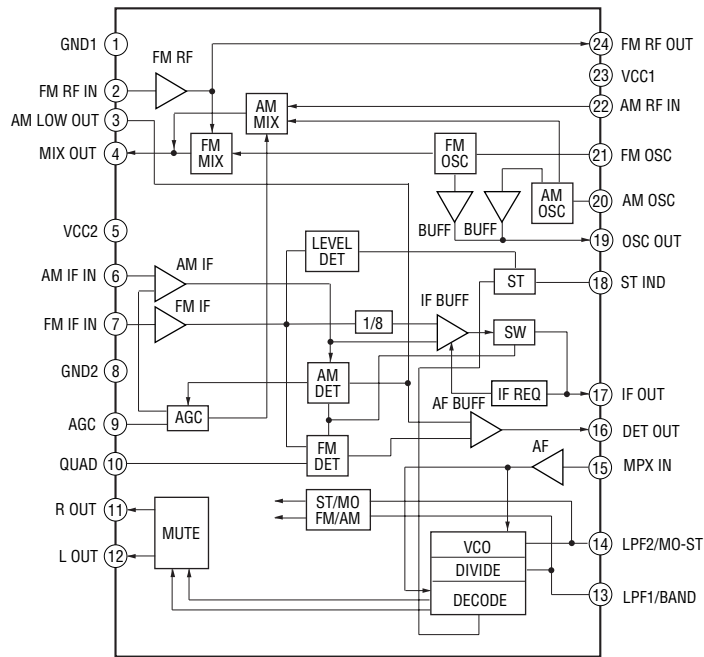 GND1 1
FM RF IN 2
AM LOW OUT 3
MIX OUT 4
VCC2 5
AM IF IN 6
FM IF IN 7
GND2 8
AGC 9
QUAD 10
R OUT 11
L OUT 12
FM RF
AM
MIX
FM
MIX
FM
OSC
AM
OSC
BUFF
BUFF
LEVEL
DET
ST
AM IF
FM IF
1/8
IF BUFF
SW
AM
DET
IF REQ
AGC
AF BUFF
FM
DET
AF
MUTE
ST/MO
FM/AM
VCO
DIVIDE
DECODE
24 FM RF OUT
23 VCC1
22 AM RF IN
21 FM OSC
20 AM OSC
19 OSC OUT
18 ST IND
17 IF OUT
16 DET OUT
15 MPX IN
14 LPF2/MO-ST
13 LPF1/BAND